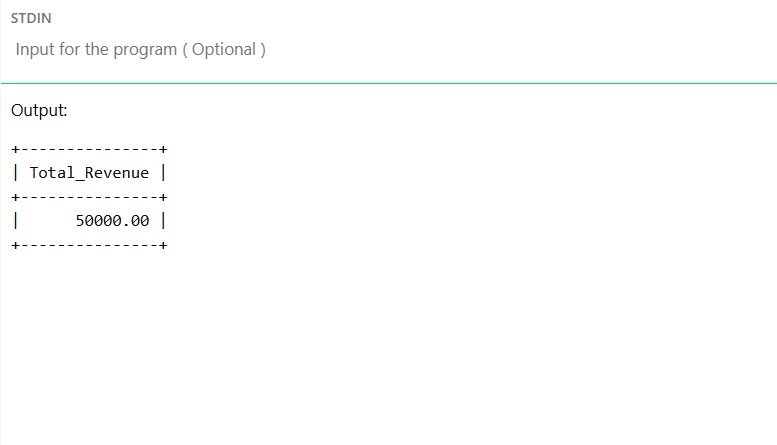 STDIN
Input for the program ( Optional )
Output:
+---------------+
| Total_Revenue |
+---------------+
|      50000.00 |
+---------------+